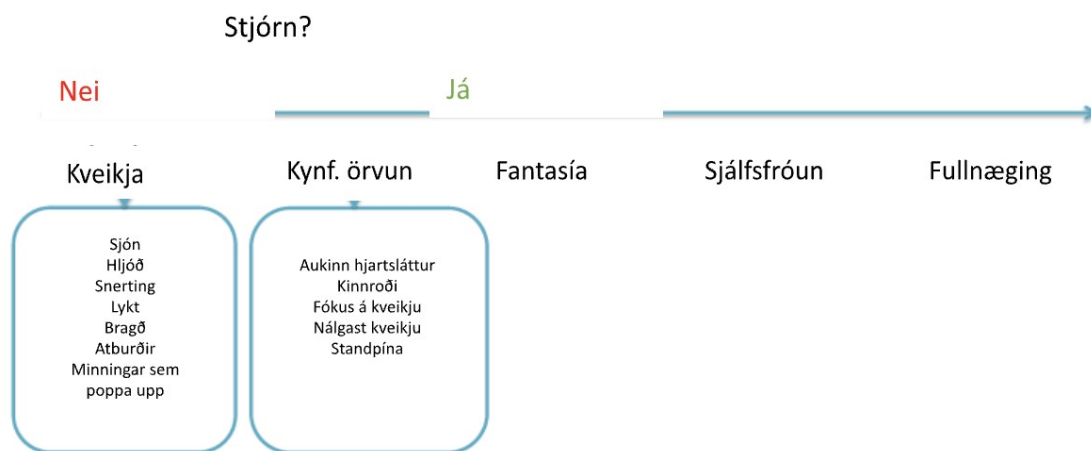 Stjórn?
Nei
Já
Kveikja
Kynf. örvun
Fantasía
Sjálfsfróun
Fullnæging
Sjón
Hljóð
Snerting
Lykt
Bragð
Atburðir
Minningar sem
poppa upp
Aukinn hjartsláttur
Kinnroði
Fókus á kveikju
Nálgast kveikju
Standpína